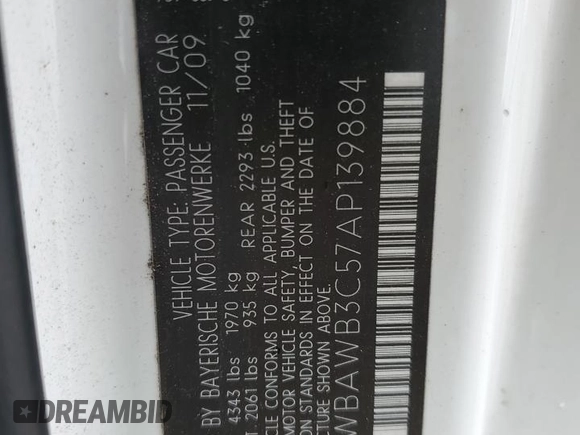 VEHICLE TYPE: PASSENGER CAR
BY BAYERISCHE MOTORENWERKE 11/09
4343 lbs 1970 kg
2061 lbs 935 kg REAR 2293 lbs 1040 kg
CONFORMS TO ALL APPLICABLE U.S.
MOTOR VEHICLE SAFETY, BUMPER AND THEFT
STANDARDS IN EFFECT ON THE DATE OF
SHOWN ABOVE.
WBAWB3C57AP139884
DREAMBID